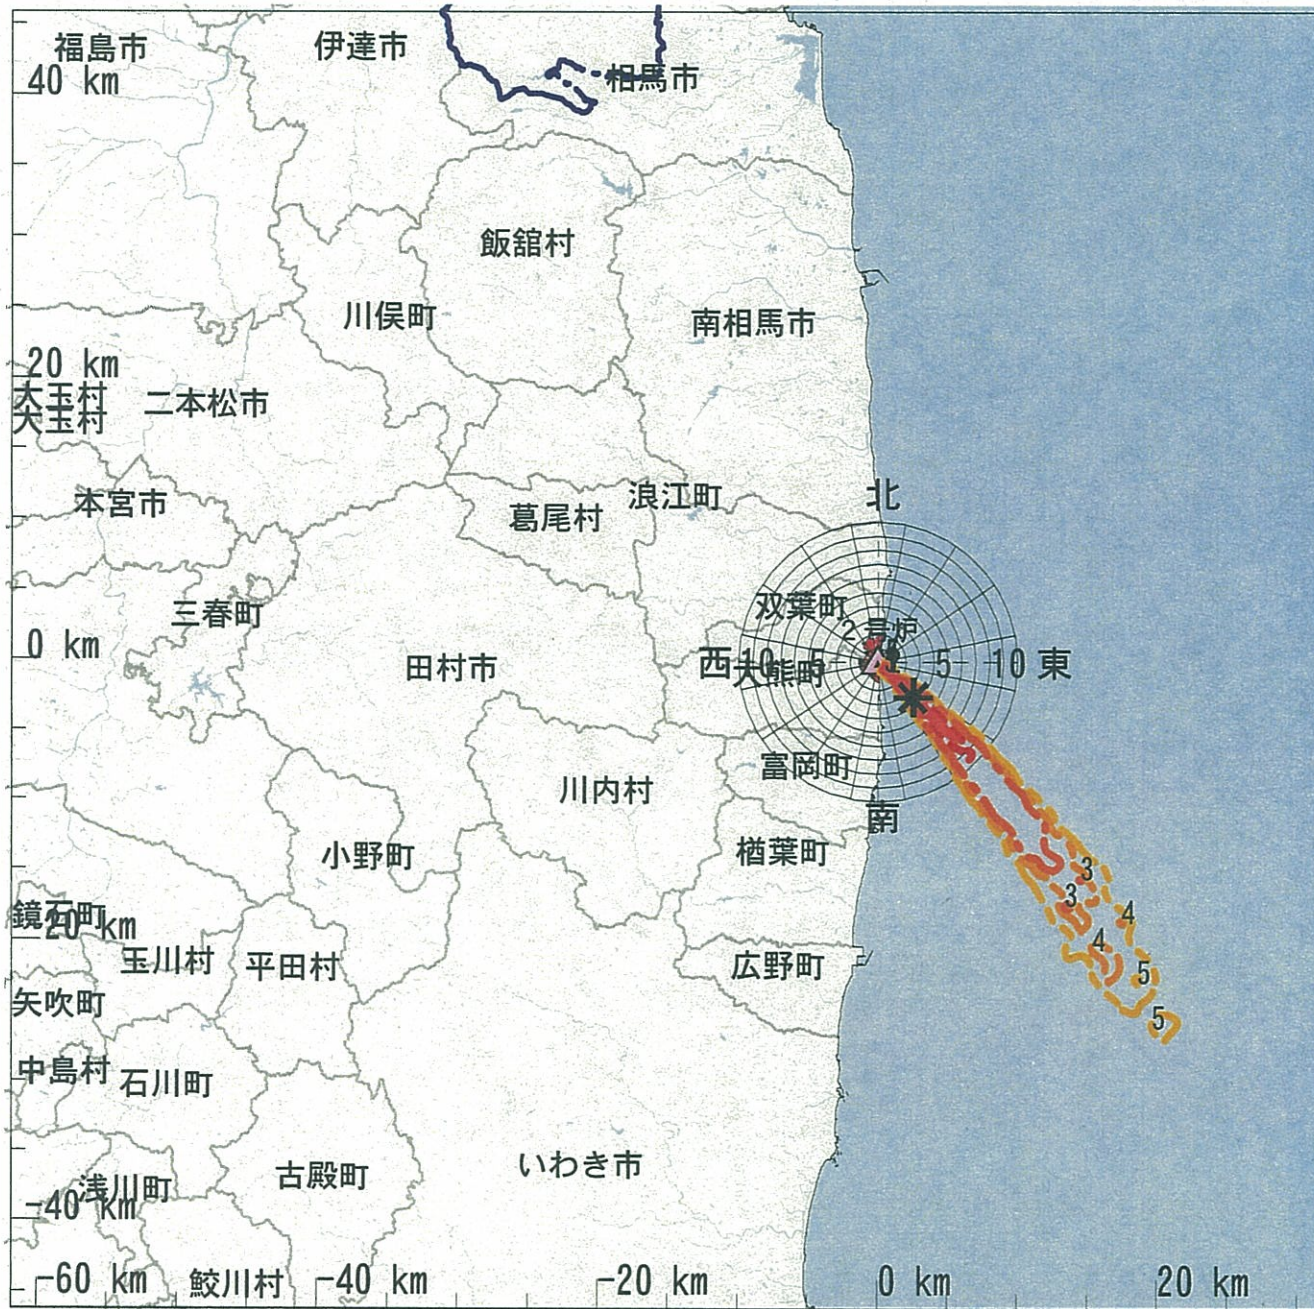 福島市
伊達市
40 km
相馬市
飯舘村
川俣町
南相馬市
20 km
大玉村
二本松市
大玉村
本宮市
葛尾村
浪江町
北
三春町
双葉町
2号炉
0 km
田村市
西
10
5
5
10
東
大熊町
富岡町
川内村
南
小野町
楢葉町
3
3
鏡石町
4
-20 km
4
玉川村
平田村
広野町
5
矢吹町
5
中島村
石川町
いわき市
古殿町
浅川町
-40 km
-60 km
鮫川村
-40 km
-20 km
0 km
20 km